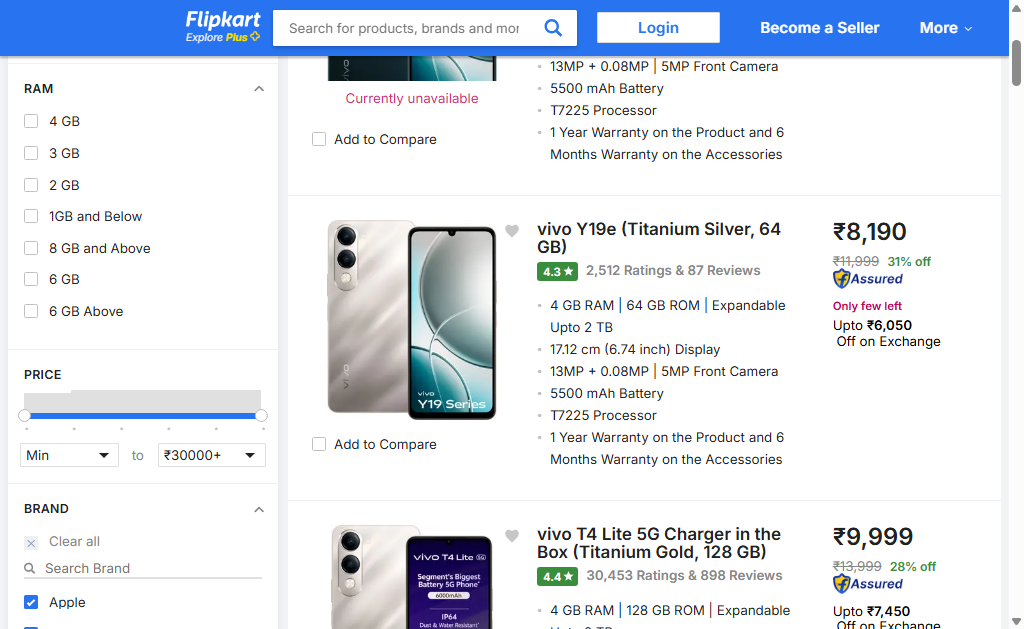 Flipkart
Explore Plus
Search for products, brands and mor
Login
Become a Seller
More
RAM
4 GB
3 GB
2 GB
1GB and Below
8 GB and Above
6 GB
6 GB Above
PRICE
Min
to
₹30000+
BRAND
Clear all
Search Brand
Apple
Currently unavailable
Add to Compare
13MP + 0.08MP | 5MP Front Camera
5500 mAh Battery
T7225 Processor
1 Year Warranty on the Product and 6
Months Warranty on the Accessories
vivo
vivo
Y19 Series
Add to Compare
vivo Y19e (Titanium Silver, 64
GB)
4.3
2,512 Ratings & 87 Reviews
4 GB RAM | 64 GB ROM | Expandable
Upto 2 TB
17.12 cm (6.74 inch) Display
13MP + 0.08MP | 5MP Front Camera
5500 mAh Battery
T7225 Processor
1 Year Warranty on the Product and 6
Months Warranty on the Accessories
₹8,190
₹11,999 31% off
Assured
Only few left
Upto ₹6,050
Off on Exchange
vivo T4 Lite 5G
Segment's Biggest
Battery 5G Phone*
6000mAh
IP64
Dust & Water Resistant*
vivo T4 Lite 5G Charger in the
Box (Titanium Gold, 128 GB)
4.4
30,453 Ratings & 898 Reviews
4 GB RAM | 128 GB ROM | Expandable
Upto 2 TB
₹9,999
₹13,999 28% off
Assured
Upto ₹7,450
Off on Exchange